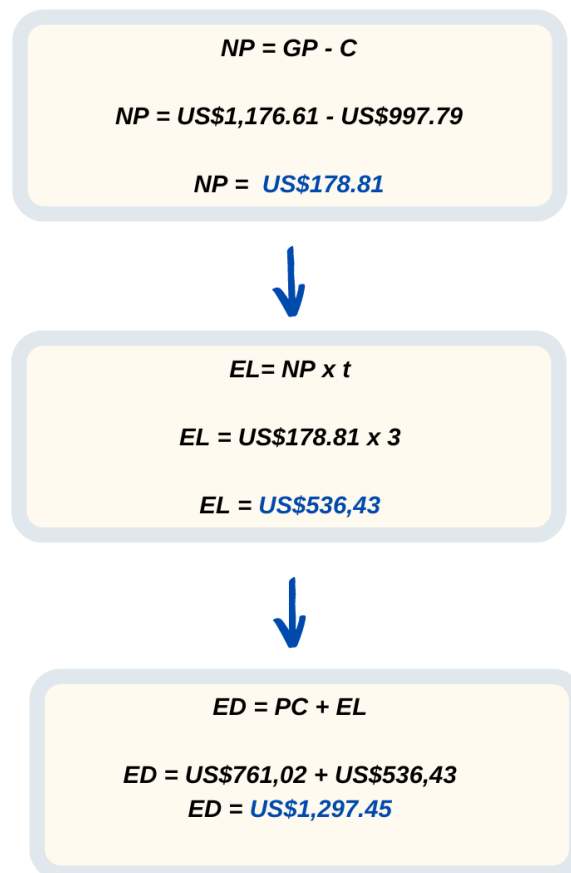 NP = GP - C
NP = US$1,176.61 - US$997.79
NP = US$178.81
EL= NP x t
EL = US$178.81 x 3
EL = US$536,43
ED = PC + EL
ED = US$761,02 + US$536,43
ED = US$1,297.45